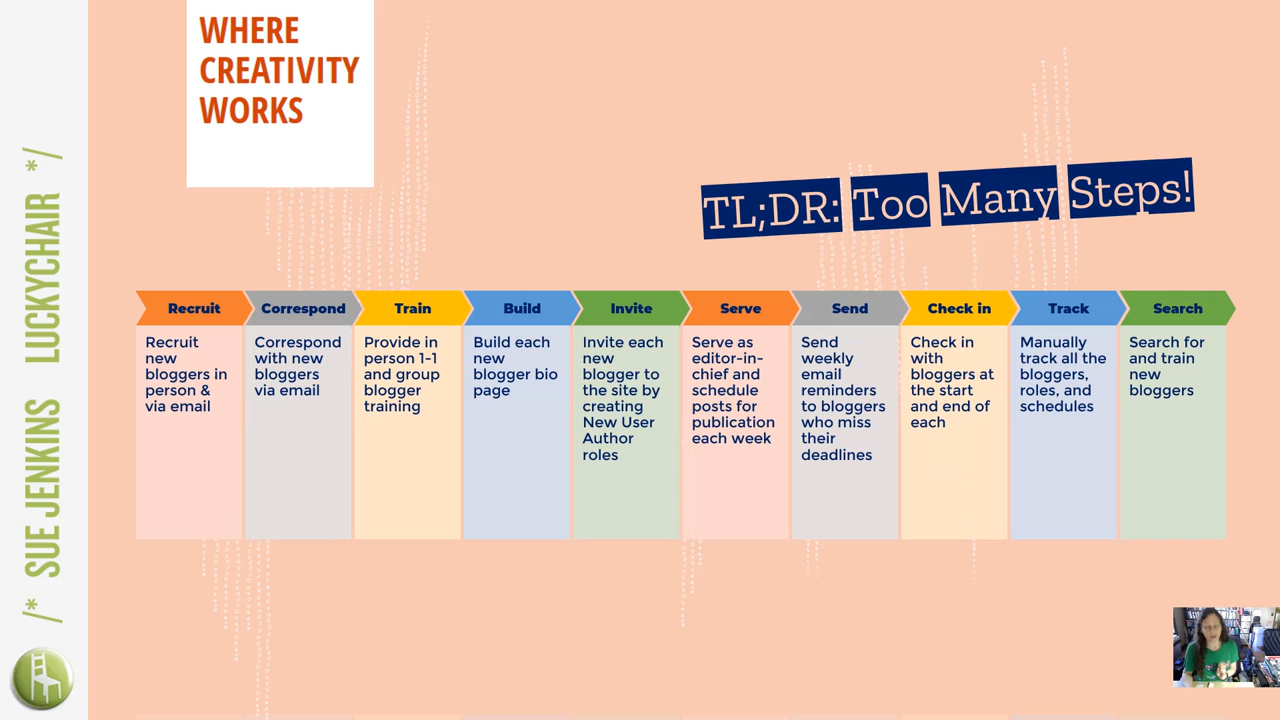 WHERE
CREATIVITY
WORKS
/* SUE JENKINS LUCKYCHAIR */
TL;DR: Too Many Steps!
Recruit
Recruit
new
bloggers in
person &
via email
Correspond
Correspond
with new
bloggers
via email
Train
Provide in
person 1-1
and group
blogger
training
Build
Build each
new
blogger bio
page
Invite
Invite each
new
blogger to
the site by
creating
New User
Author
roles
Serve
Serve as
editor-in-
chief and
schedule
posts for
publication
each week
Send
Send
weekly
email
reminders
to bloggers
who miss
their
deadlines
Check in
Check in
with
bloggers at
the start
and end of
each
Track
Manually
track all the
bloggers,
roles, and
schedules
Search
Search for
and train
new
bloggers